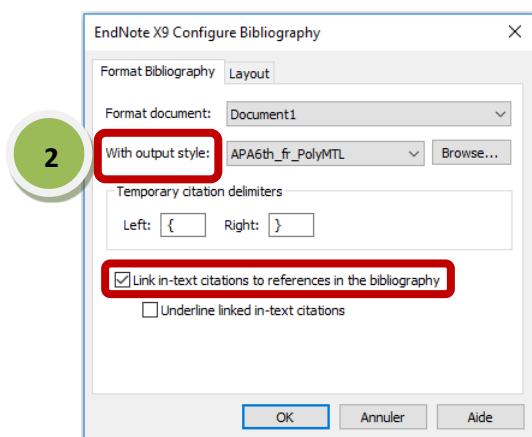 EndNote X9 Configure Bibliography
Format Bibliography Layout
Format document: Document1
2
With output style: APA6th_fr_PolyMTL Browse...
Temporary citation delimiters
Left: { Right: }
Link in-text citations to references in the bibliography
Underline linked in-text citations
OK Annuler Aide